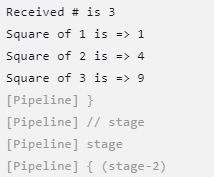 Received # is 3
Square of 1 is => 1
Square of 2 is => 4
Square of 3 is => 9
[Pipeline] }
[Pipeline] // stage
[Pipeline] stage
[Pipeline] { (stage-2)